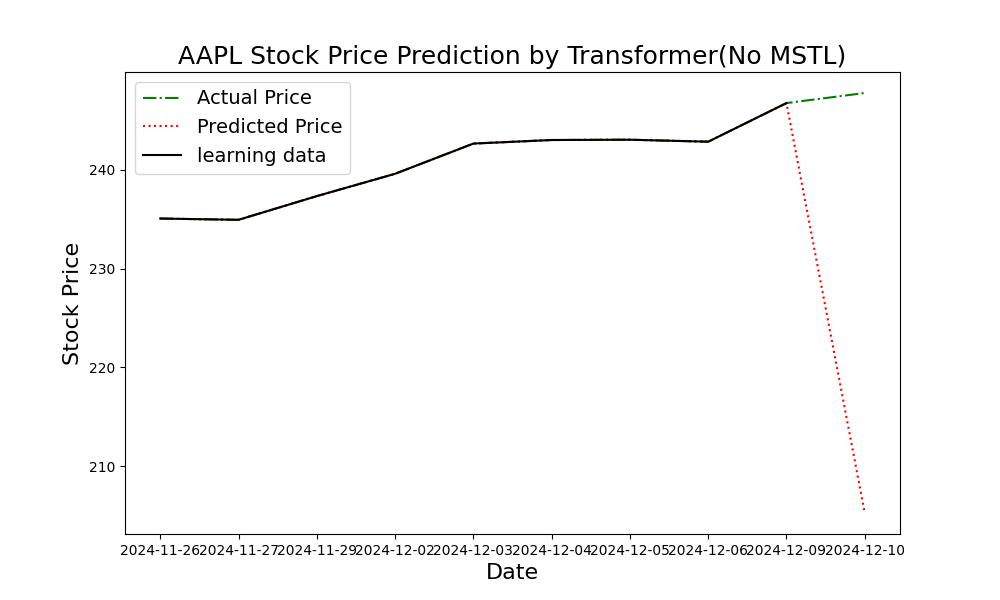 AAPL Stock Price Prediction by Transformer(No MSTL)
Actual Price
Predicted Price
learning data
240
230
220
210
Stock Price
2024-11-26 2024-11-27 2024-11-29 2024-12-02 2024-12-03 2024-12-04 2024-12-05 2024-12-06 2024-12-09 2024-12-10
Date